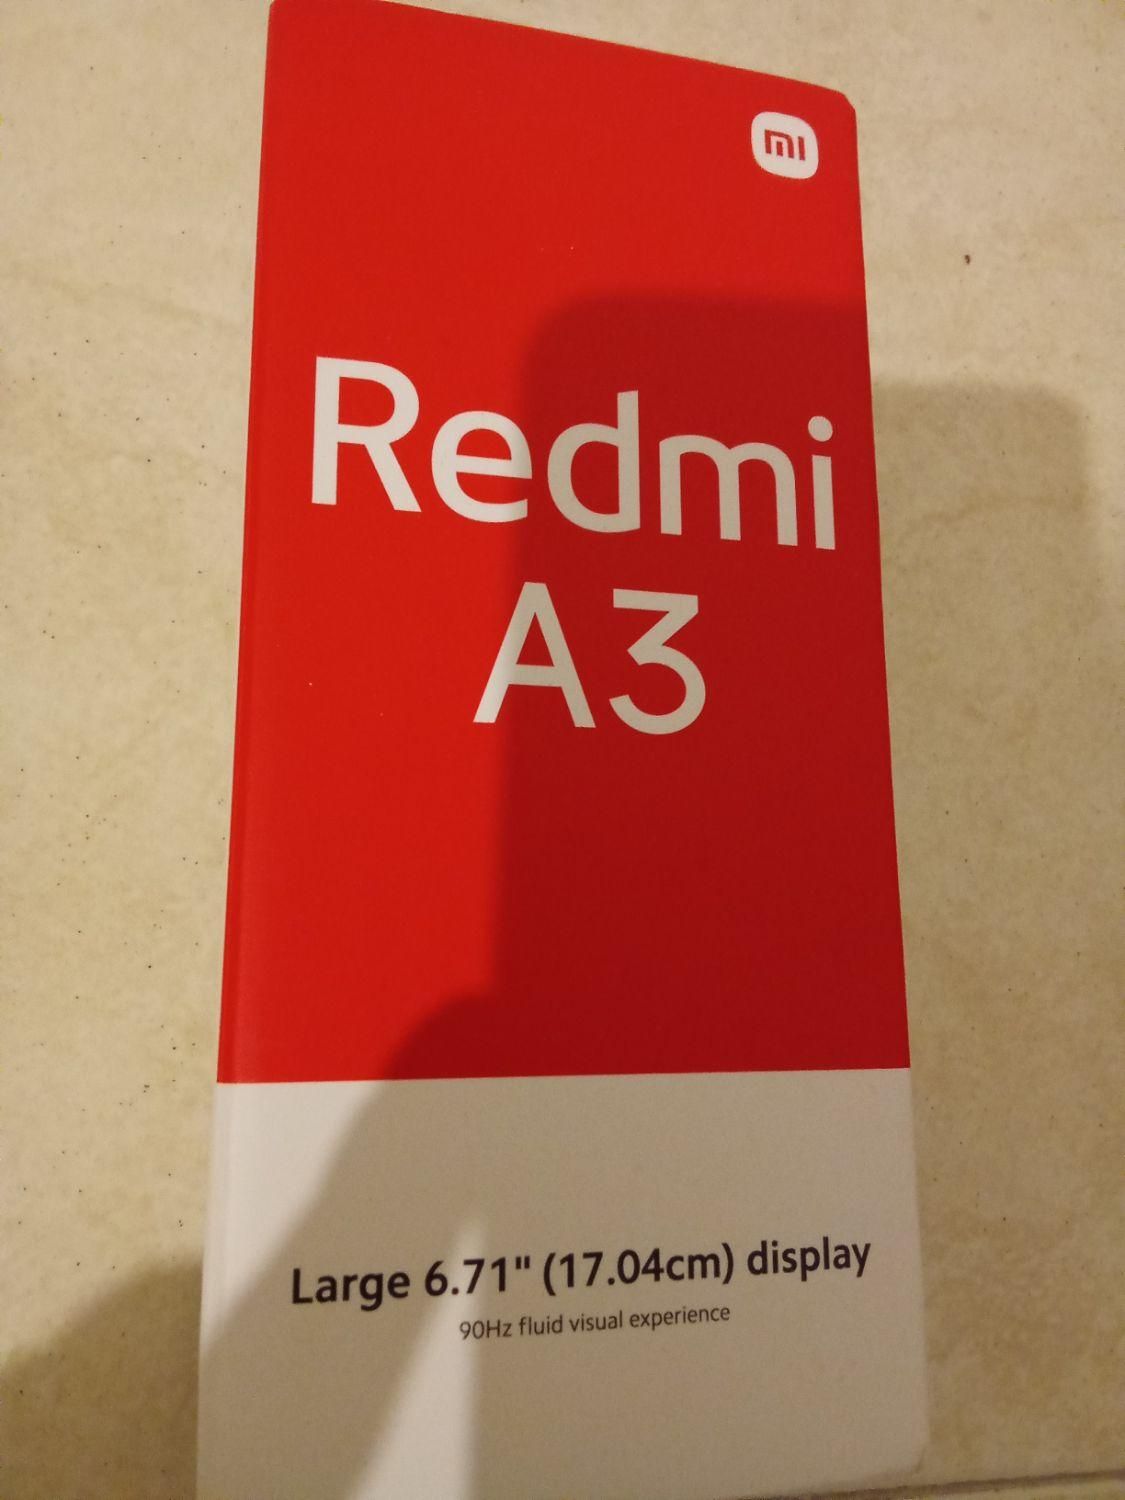 mi
Redmi
A3
Large 6.71" (17.04cm) display
90Hz fluid visual experience